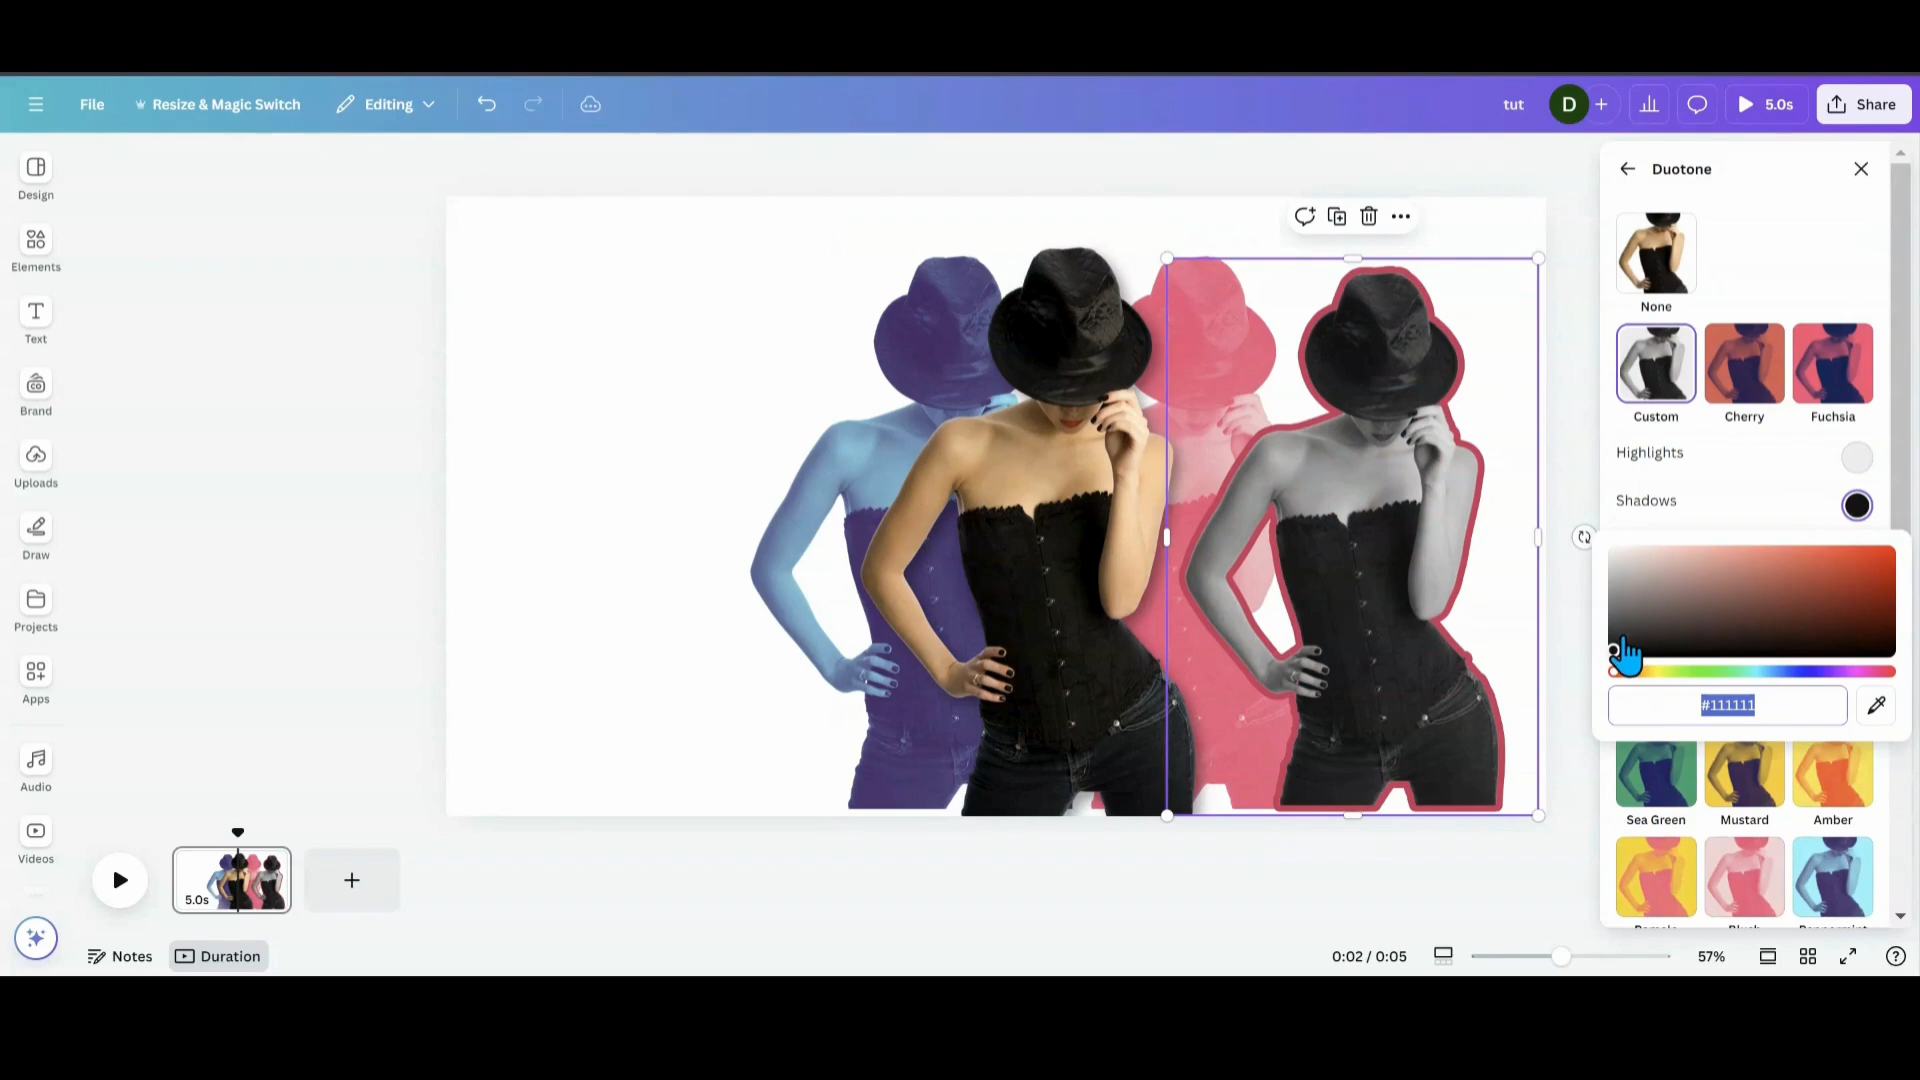 File
Resize & Magic Switch
Editing
tut
D
5.0s
Share
Design
Elements
Text
Brand
Uploads
Draw
Projects
Apps
Audio
Videos
Duotone
None
Custom
Cherry
Fuchsia
Highlights
Shadows
#111111
Sea Green
Mustard
Amber
5.0s
Notes
Duration
0:02 / 0:05
57%